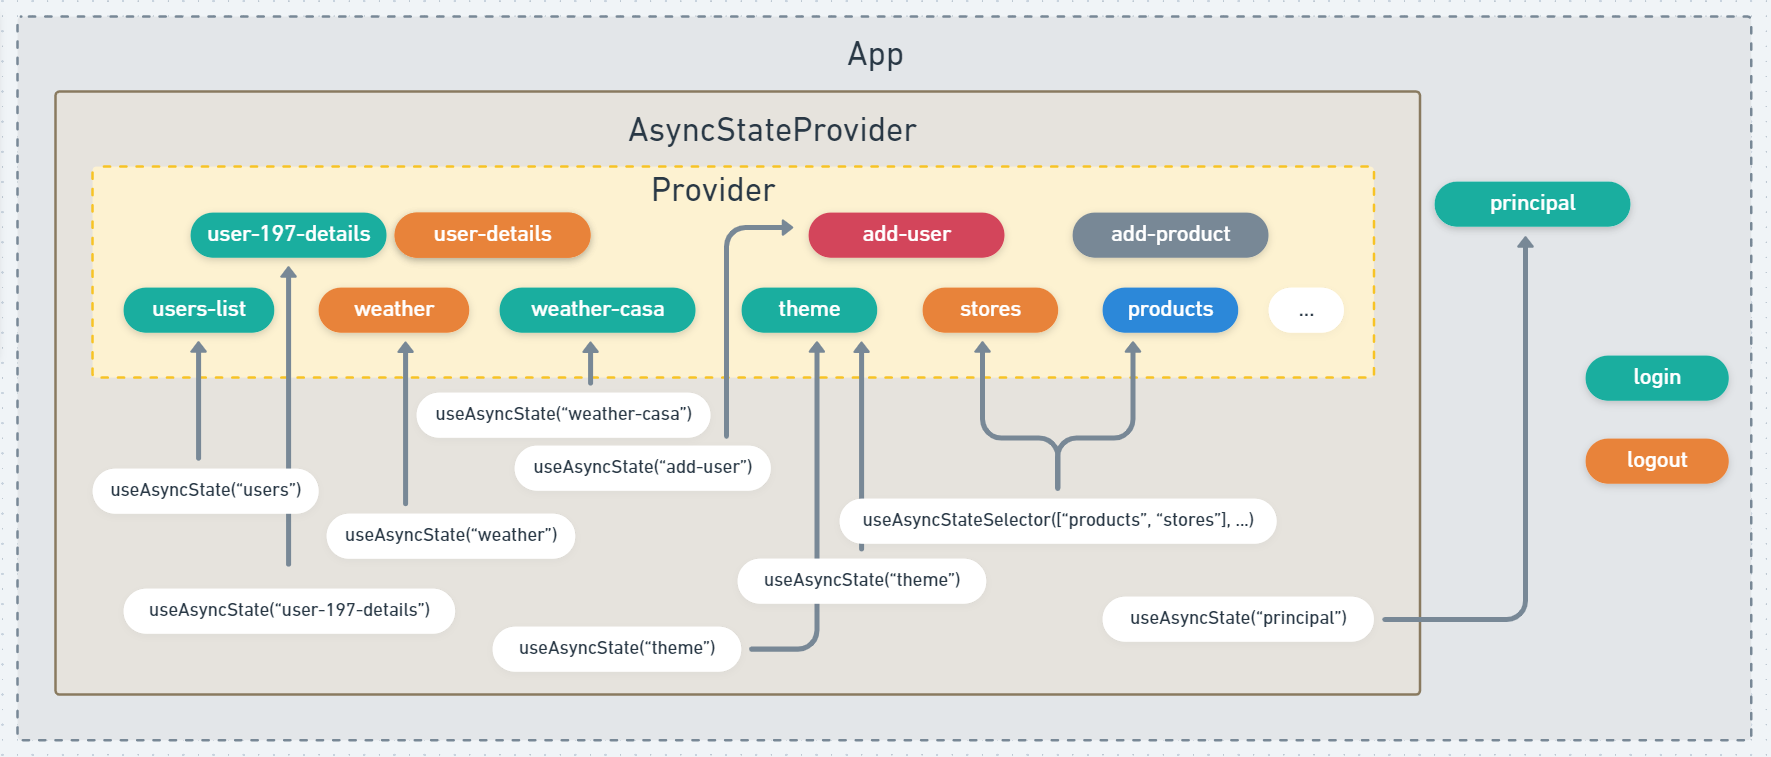 App
AsyncStateProvider
Provider
principal
user-197-details
user-details
add-user
add-product
users-list
weather
weather-casa
theme
stores
products
...
login
useAsyncState(“weather-casa”)
useAsyncState(“add-user”)
logout
useAsyncState(“users”)
useAsyncState(“weather”)
useAsyncStateSelector([“products”, “stores”], ...)
useAsyncState(“theme”)
useAsyncState(“user-197-details”)
useAsyncState(“principal”)
useAsyncState(“theme”)